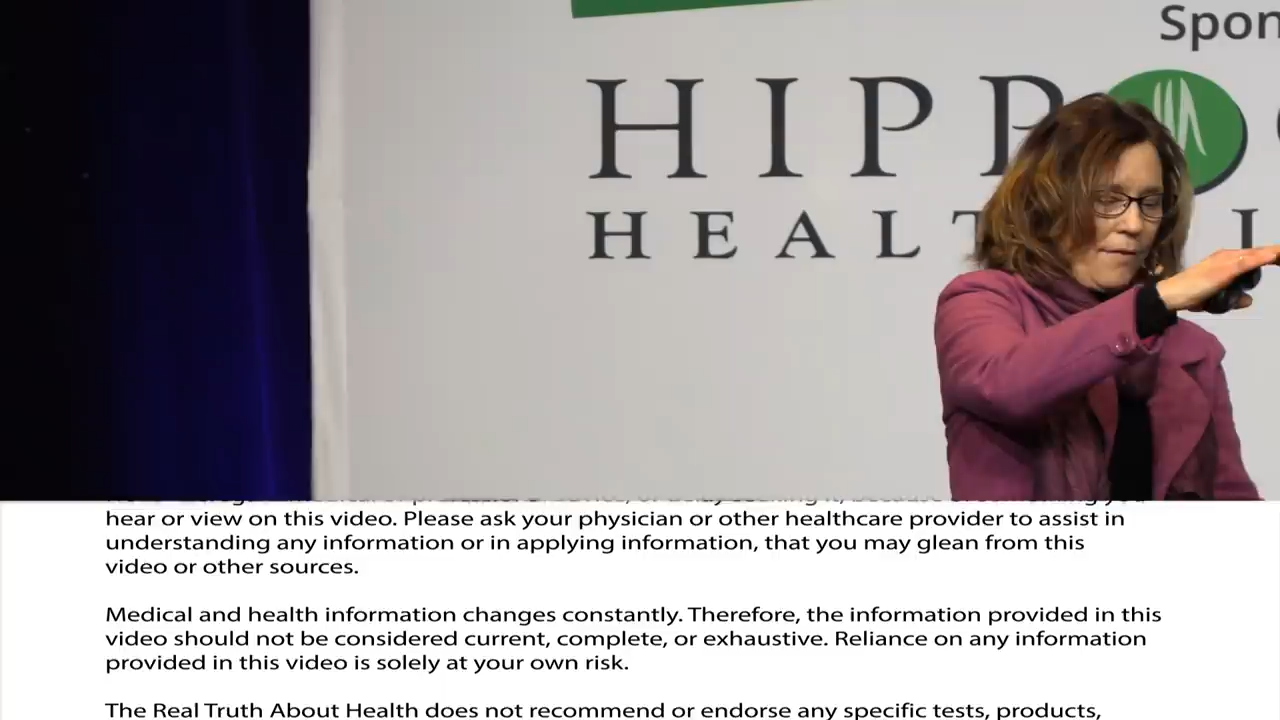 Spon
HIPP
HEALT I
hear or view on this video. Please ask your physician or other healthcare provider to assist in
understanding any information or in applying information, that you may glean from this
video or other sources.
Medical and health information changes constantly. Therefore, the information provided in this
video should not be considered current, complete, or exhaustive. Reliance on any information
provided in this video is solely at your own risk.
The Real Truth About Health does not recommend or endorse any specific tests, products,